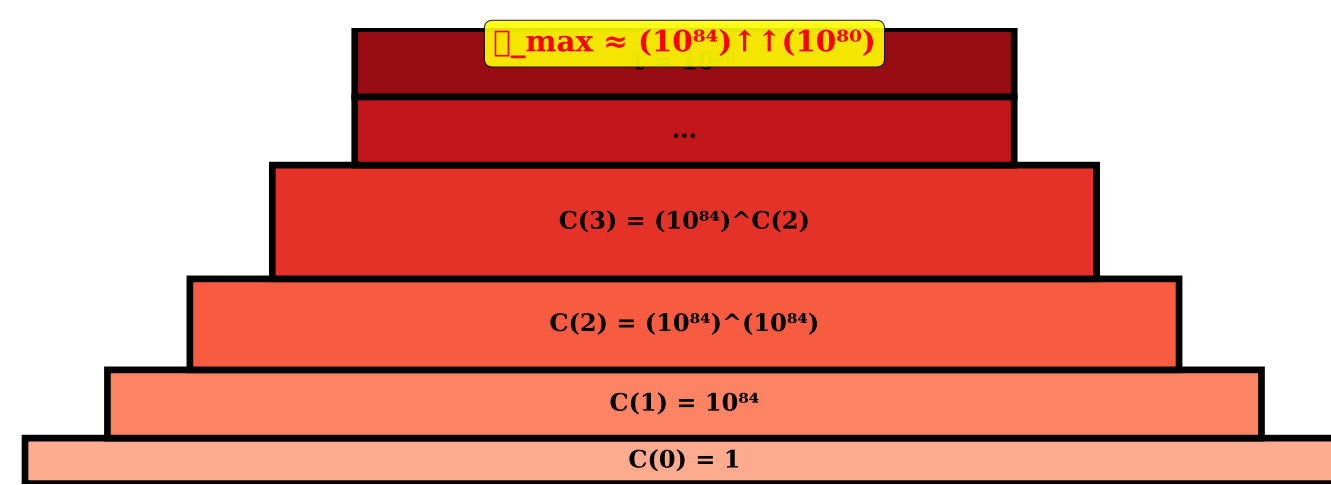 ▯_max ≈ (10⁸⁴)↑↑(10⁸⁰)
...
C(3) = (10⁸⁴)^C(2)
C(2) = (10⁸⁴)^(10⁸⁴)
C(1) = 10⁸⁴
C(0) = 1